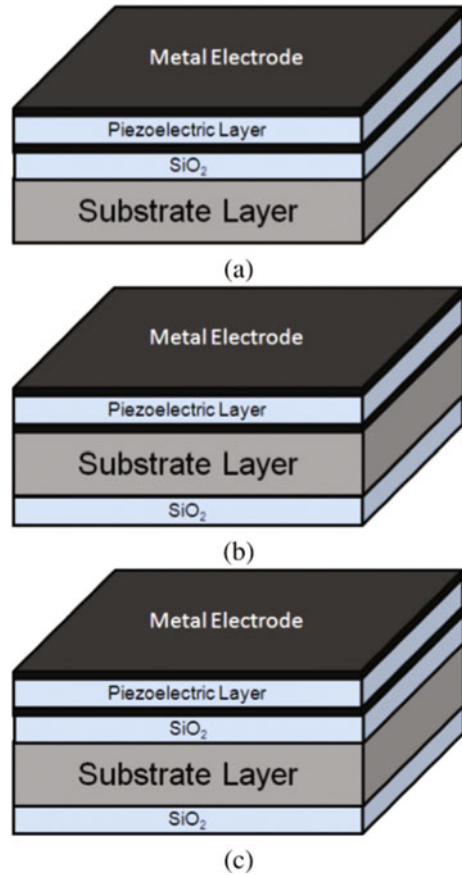 Metal Electrode
Piezoelectric Layer
SiO₂
Substrate Layer
(a)
Metal Electrode
Piezoelectric Layer
Substrate Layer
SiO₂
(b)
Metal Electrode
Piezoelectric Layer
SiO₂
Substrate Layer
SiO₂
(c)